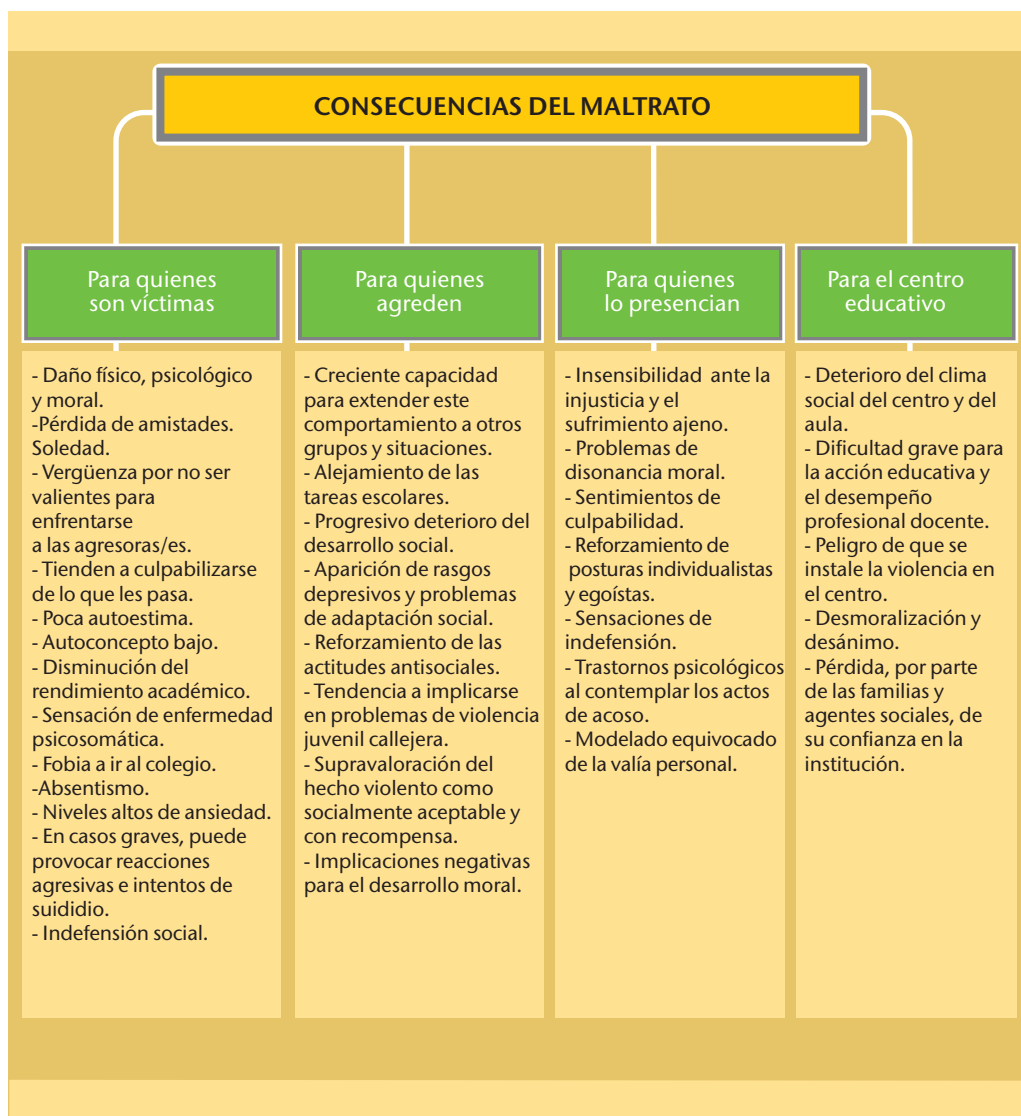 CONSECUENCIAS DEL MALTRATO
Para quienes
son víctimas
- Daño físico, psicológico
y moral.
-Pérdida de amistades.
Soledad.
- Vergüenza por no ser
valientes para
enfrentarse
a las agresoras/es.
- Tienden a culpabilizarse
de lo que les pasa.
- Poca autoestima.
- Autoconcepto bajo.
- Disminución del
rendimiento académico.
- Sensación de enfermedad
psicosomática.
- Fobia a ir al colegio.
-Absentismo.
- Niveles altos de ansiedad.
- En casos graves, puede
provocar reacciones
agresivas e intentos de
suididio.
- Indefensión social.
Para quienes
agreden
- Creciente capacidad
para extender este
comportamiento a otros
grupos y situaciones.
- Alejamiento de las
tareas escolares.
- Progresivo deterioro del
desarrollo social.
- Aparición de rasgos
depresivos y problemas
de adaptación social.
- Reforzamiento de las
actitudes antisociales.
- Tendencia a implicarse
en problemas de violencia
juvenil callejera.
- Supravaloración del
hecho violento como
socialmente aceptable y
con recompensa.
- Implicaciones negativas
para el desarrollo moral.
Para quienes
lo presencian
- Insensibilidad ante la
injusticia y el
sufrimiento ajeno.
- Problemas de
disonancia moral.
- Sentimientos de
culpabilidad.
- Reforzamiento de
posturas individualistas
y egoístas.
- Sensaciones de
indefensión.
- Trastornos psicológicos
al contemplar los actos
de acoso.
- Modelado equivocado
de la valía personal.
Para el centro
educativo
- Deterioro del clima
social del centro y del
aula.
- Dificultad grave para
la acción educativa y
el desempeño
profesional docente.
- Peligro de que se
instale la violencia en
el centro.
- Desmoralización y
desánimo.
- Pérdida, por parte
de las familias y
agentes sociales, de
su confianza en la
institución.